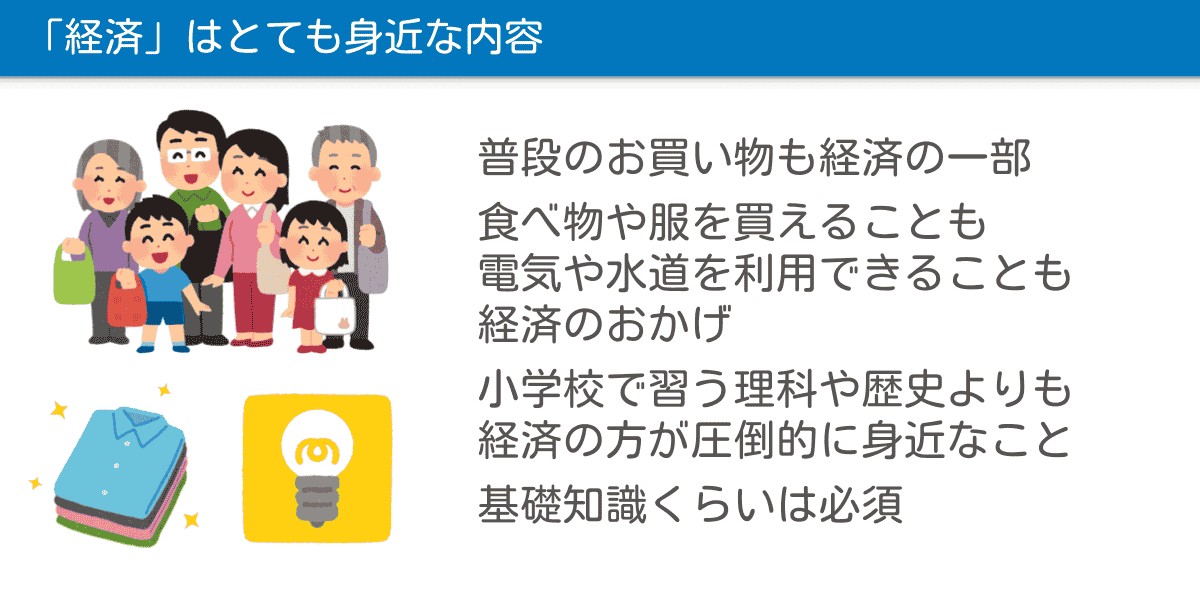 「経済」はとても身近な内容
普段のお買い物も経済の一部
食べ物や服を買えることも
電気や水道を利用できることも
経済のおかげ
小学校で習う理科や歴史よりも
経済の方が圧倒的に身近なこと
基礎知識くらいは必須